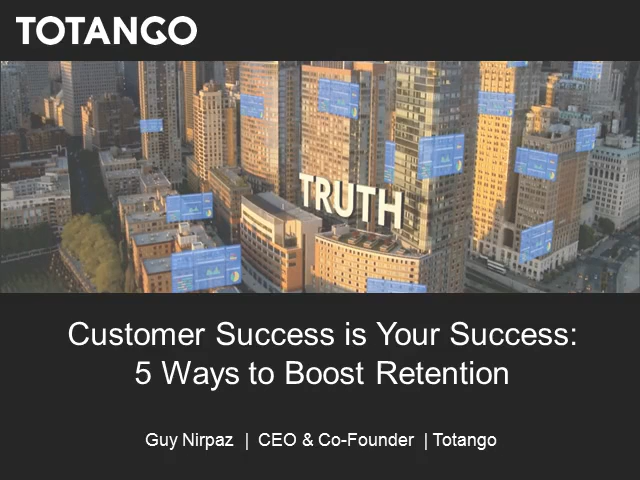 TOTANGO
TRUTH
Customer Success is Your Success:
5 Ways to Boost Retention
Guy Nirpaz | CEO & Co-Founder | Totango